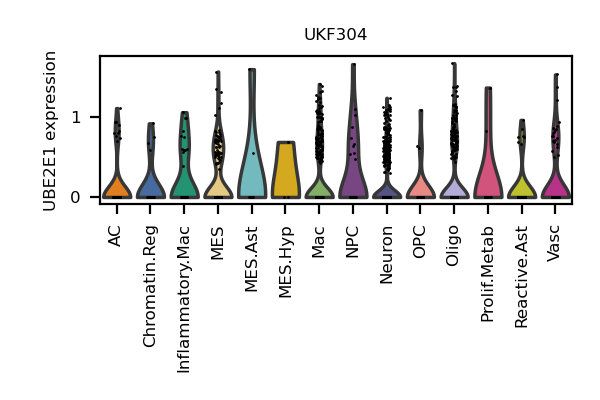 UKF304
UBE2E1 expression
1
0
AC
Chromatin.Reg
Inflammatory.Mac
MES
MES.Ast
MES.Hyp
Mac
NPC
Neuron
OPC
Oligo
Prolif.Metab
Reactive.Ast
Vasc